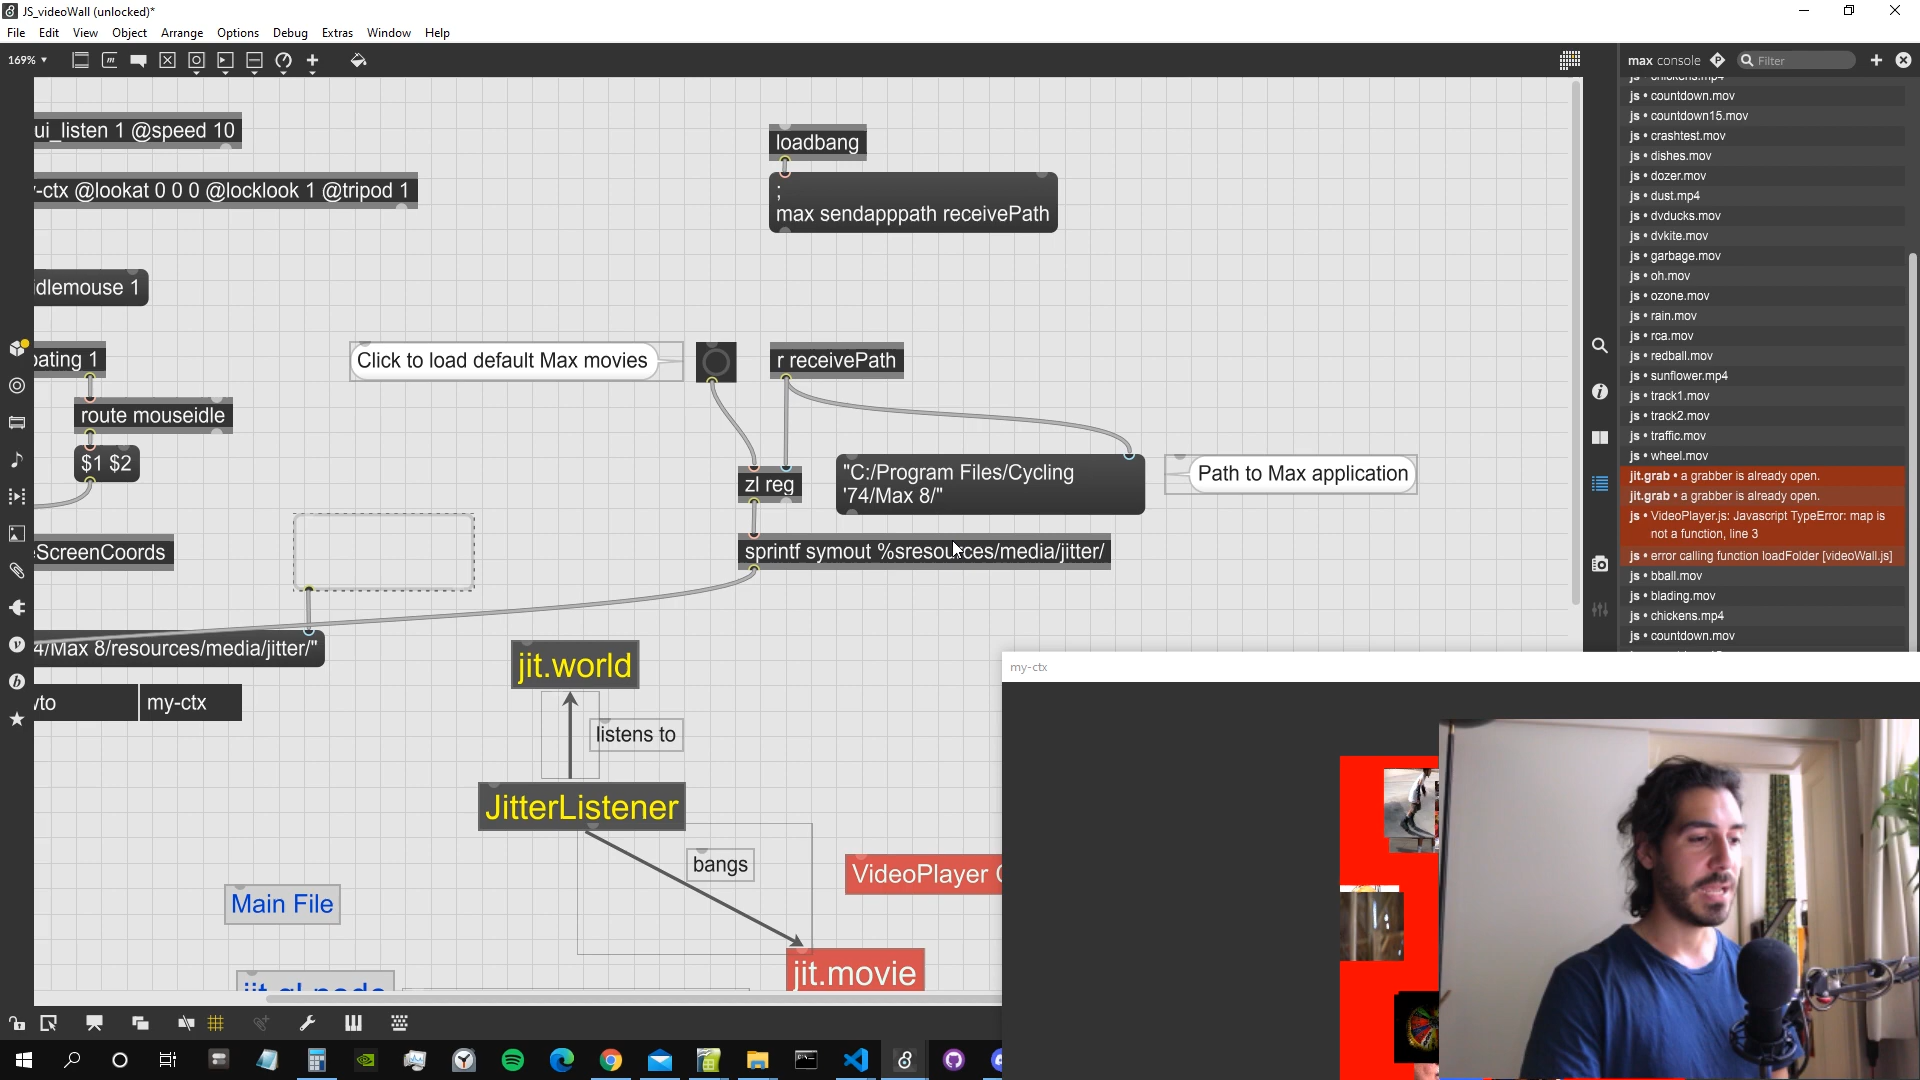 JS_videoWall (unlocked)*
File Edit View Object Arrange Options Debug Extras Window Help
169%
max console
Filter
ui_listen 1 @speed 10
-ctx @lookat 0 0 0 @locklook 1 @tripod 1
dlemouse 1
pating 1
route mouseidle
$1 $2
eScreenCoords
4/Max 8/resources/media/jitter/"
my-ctx
loadbang
;
max sendapppath receivePath
Click to load default Max movies
r receivePath
zl reg
"C:/Program Files/Cycling
'74/Max 8/"
Path to Max application
sprintf symout %sresources/media/jitter/
jit.world
listens to
JitterListener
bangs
VideoPlayer
jit.movie
Main File
jit.gl.node
js • chickens.mp4
js • countdown.mov
js • countdown15.mov
js • crashtest.mov
js • dishes.mov
js • dozer.mov
js • dust.mp4
js • dvducks.mov
js • dvkite.mov
js • garbage.mov
js • oh.mov
js • ozone.mov
js • rain.mov
js • rca.mov
js • redball.mov
js • sunflower.mp4
js • track1.mov
js • track2.mov
js • traffic.mov
js • wheel.mov
jit.grab • a grabber is already open.
jit.grab • a grabber is already open.
js • VideoPlayer.js: Javascript TypeError: map is
not a function, line 3
js • error calling function loadFolder [videoWall.js]
js • bball.mov
js • blading.mov
js • chickens.mp4
js • countdown.mov
my-ctx